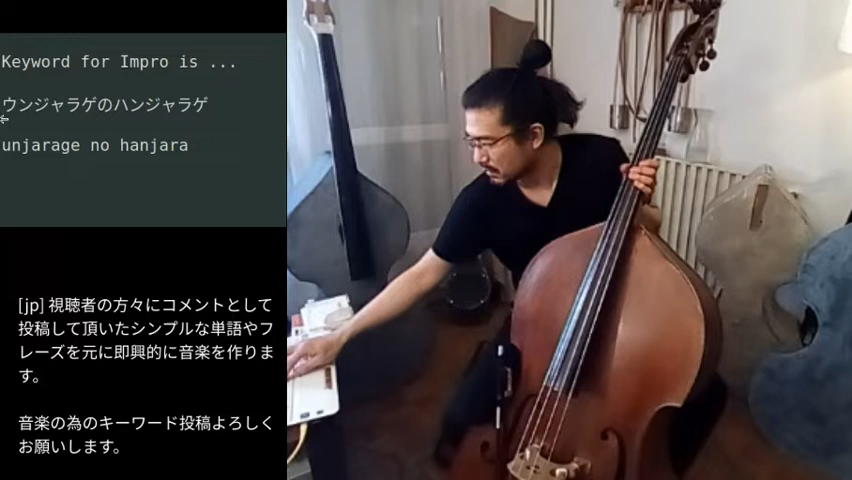 Keyword for Impro is ...
ウンジャラゲのハンジャラゲ
unjarage no hanjara
[jp] 視聴者の方々にコメントとして
投稿して頂いたシンプルな単語やフ
レーズを元に即興的に音楽を作りま
す。
音楽の為のキーワード投稿よろしく
お願いします。